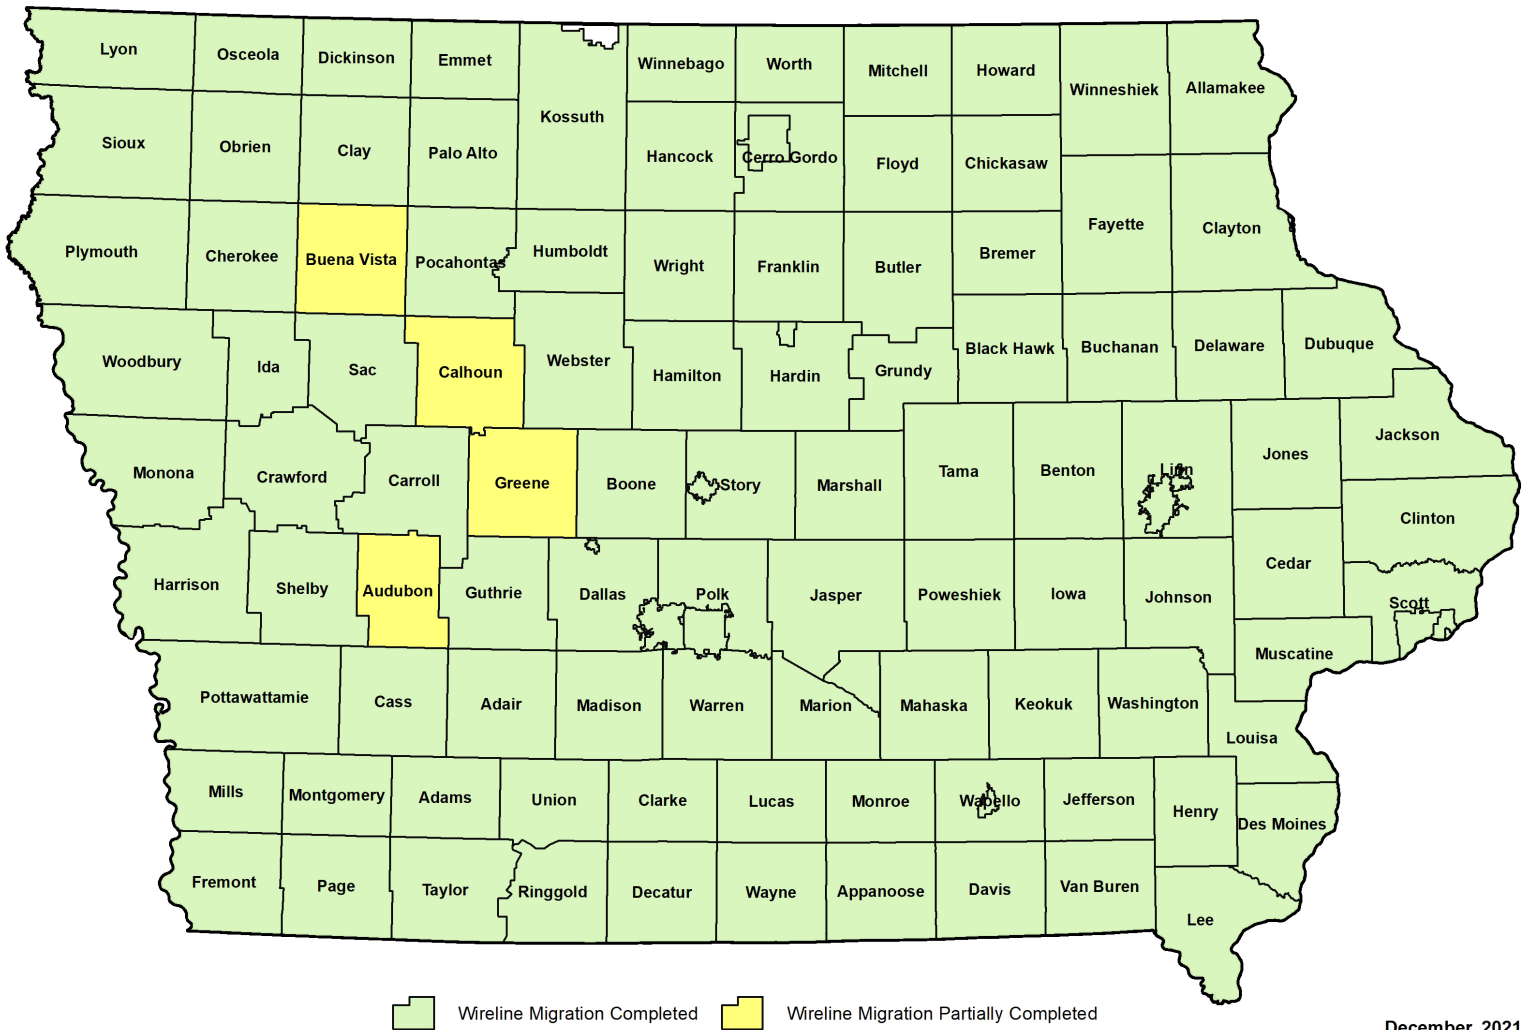 Lyon
Osceola
Dickinson
Emmet
Kossuth
Winnebago
Worth
Mitchell
Howard
Winneshiek
Allamakee
Sioux
Obrien
Clay
Palo Alto
Hancock
Cerro Gordo
Floyd
Chickasaw
Fayette
Clayton
Plymouth
Cherokee
Buena Vista
Pocahontas
Humboldt
Wright
Franklin
Butler
Bremer
Woodbury
Ida
Sac
Calhoun
Webster
Hamilton
Hardin
Grundy
Black Hawk
Buchanan
Delaware
Dubuque
Monona
Crawford
Carroll
Greene
Boone
Story
Marshall
Tama
Benton
Linn
Jones
Jackson
Clinton
Harrison
Shelby
Audubon
Guthrie
Dallas
Polk
Jasper
Poweshiek
Iowa
Johnson
Cedar
Scott
Muscatine
Pottawattamie
Cass
Adair
Madison
Warren
Marion
Mahaska
Keokuk
Washington
Louisa
Mills
Montgomery
Adams
Union
Clarke
Lucas
Monroe
Wapello
Jefferson
Henry
Des Moines
Fremont
Page
Taylor
Ringgold
Decatur
Wayne
Appanoose
Davis
Van Buren
Lee
Wireline Migration Completed
Wireline Migration Partially Completed
December, 2021